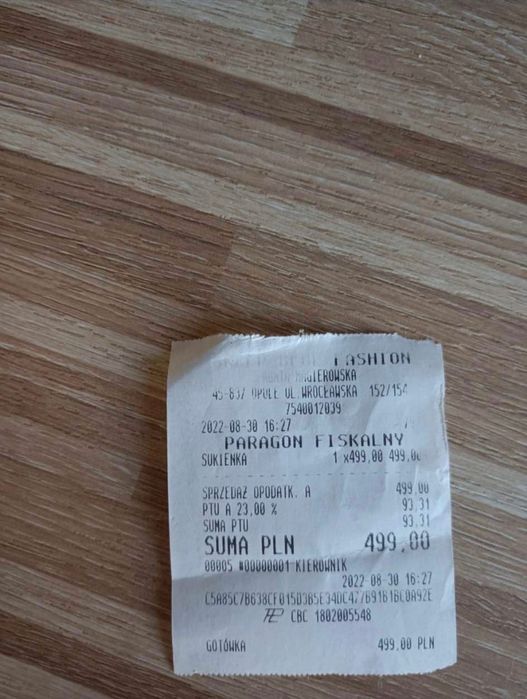 FASHION
MAGIEROWSKA
45-837 OPOLE UL.WROCŁAWSKA 152/154
7540012039
2022-08-30 16:27
PARAGON FISKALNY
SUKIENKA 1 x499,00 499,00
SPRZEDAŻ OPODATK. A 499,00
PTU A 23,00 % 93,31
SUMA PTU 93,31
SUMA PLN 499,00
00005 #00000001 KIEROWNIK
2022-08-30 16:27
CBC 1802005548
GOTÓWKA 499,00 PLN